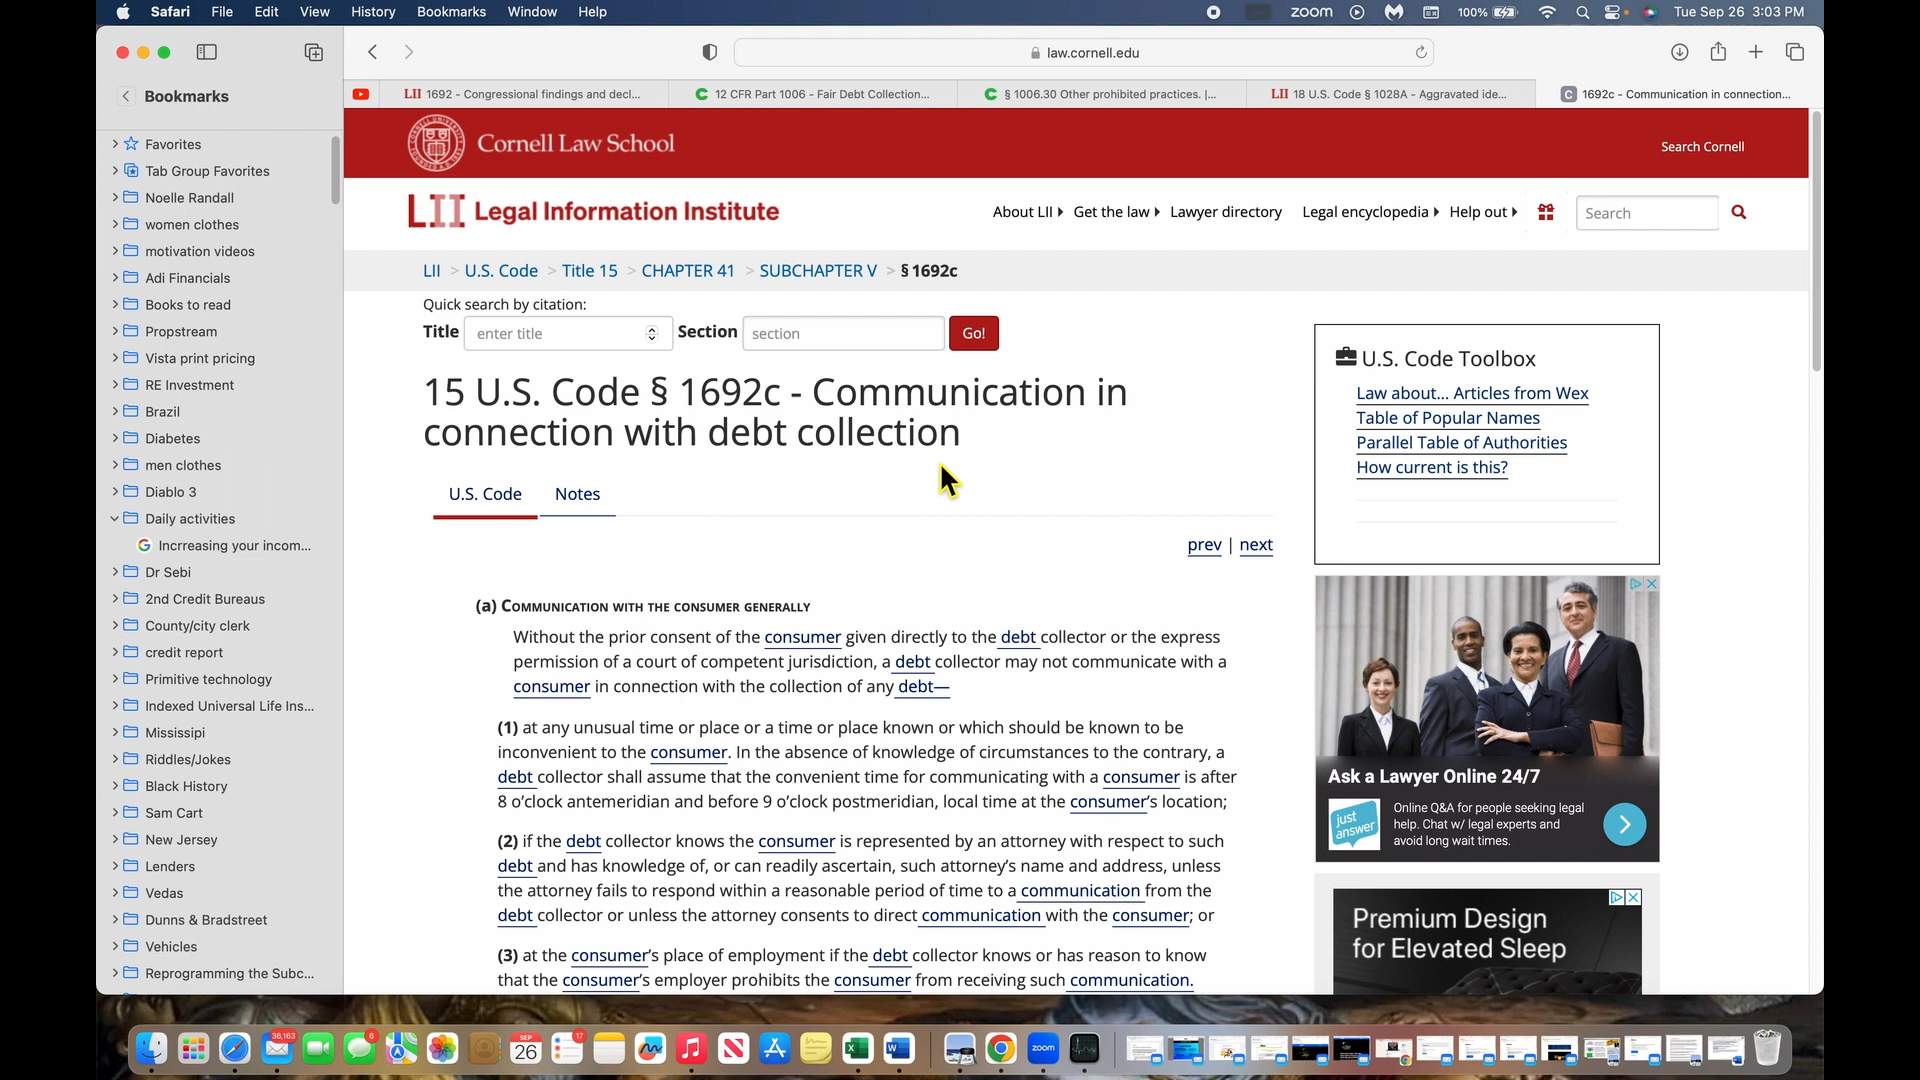 Safari File Edit View History Bookmarks Window Help
zoom 100% Tue Sep 26 3:03 PM
law.cornell.edu
Bookmarks
LII 1692 - Congressional findings and decl...
12 CFR Part 1006 - Fair Debt Collection...
§ 1006.30 Other prohibited practices. |...
LII 18 U.S. Code § 1028A - Aggravated ide...
C 1692c - Communication in connection...
Favorites
Tab Group Favorites
Noelle Randall
women clothes
motivation videos
Adi Financials
Books to read
Propstream
Vista print pricing
RE Investment
Brazil
Diabetes
men clothes
Diablo 3
Daily activities
Incrreasing your incom...
Dr Sebi
2nd Credit Bureaus
County/city clerk
credit report
Primitive technology
Indexed Universal Life Ins...
Mississipi
Riddles/Jokes
Black History
Sam Cart
New Jersey
Lenders
Vedas
Dunns & Bradstreet
Vehicles
Reprogramming the Subc...
Cornell Law School
Search Cornell
LII Legal Information Institute
About LII Get the law Lawyer directory Legal encyclopedia Help out Search
LII > U.S. Code > Title 15 > CHAPTER 41 > SUBCHAPTER V > § 1692c
Quick search by citation:
Title enter title Section section Go!
15 U.S. Code § 1692c - Communication in
connection with debt collection
U.S. Code Notes
prev | next
(a) COMMUNICATION WITH THE CONSUMER GENERALLY
Without the prior consent of the consumer given directly to the debt collector or the express
permission of a court of competent jurisdiction, a debt collector may not communicate with a
consumer in connection with the collection of any debt—
(1) at any unusual time or place or a time or place known or which should be known to be
inconvenient to the consumer. In the absence of knowledge of circumstances to the contrary, a
debt collector shall assume that the convenient time for communicating with a consumer is after
8 o'clock antemeridian and before 9 o'clock postmeridian, local time at the consumer's location;
(2) if the debt collector knows the consumer is represented by an attorney with respect to such
debt and has knowledge of, or can readily ascertain, such attorney's name and address, unless
the attorney fails to respond within a reasonable period of time to a communication from the
debt collector or unless the attorney consents to direct communication with the consumer; or
(3) at the consumer's place of employment if the debt collector knows or has reason to know
that the consumer's employer prohibits the consumer from receiving such communication.
U.S. Code Toolbox
Law about... Articles from Wex
Table of Popular Names
Parallel Table of Authorities
How current is this?
Ask a Lawyer Online 24/7
just
answer
Online Q&A for people seeking legal
help. Chat w/ legal experts and
avoid long wait times.
Premium Design
for Elevated Sleep
36,163
6
SEP
26
17
zoom